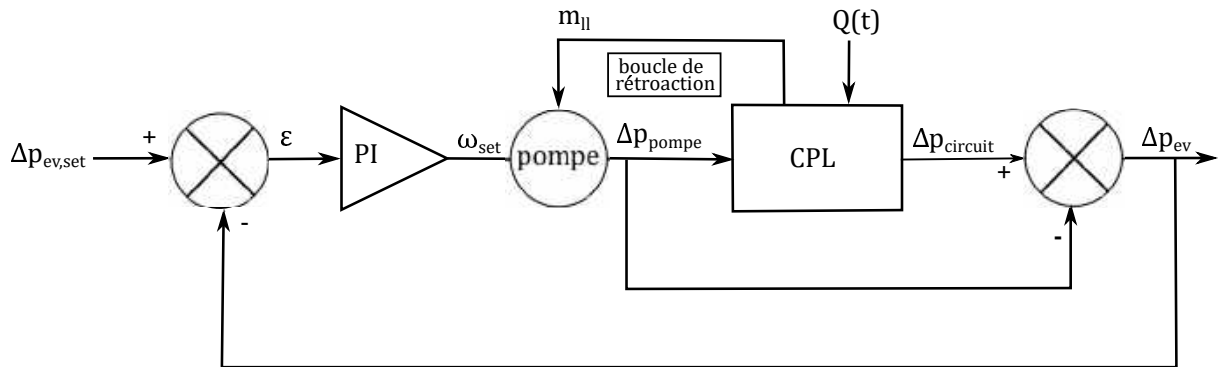 m_ll
Q(t)
boucle de
rétroaction
+
Δp_ev,set
ε
PI
ω_set
pompe
Δp_pompe
CPL
Δp_circuit
+
Δp_ev
-
-